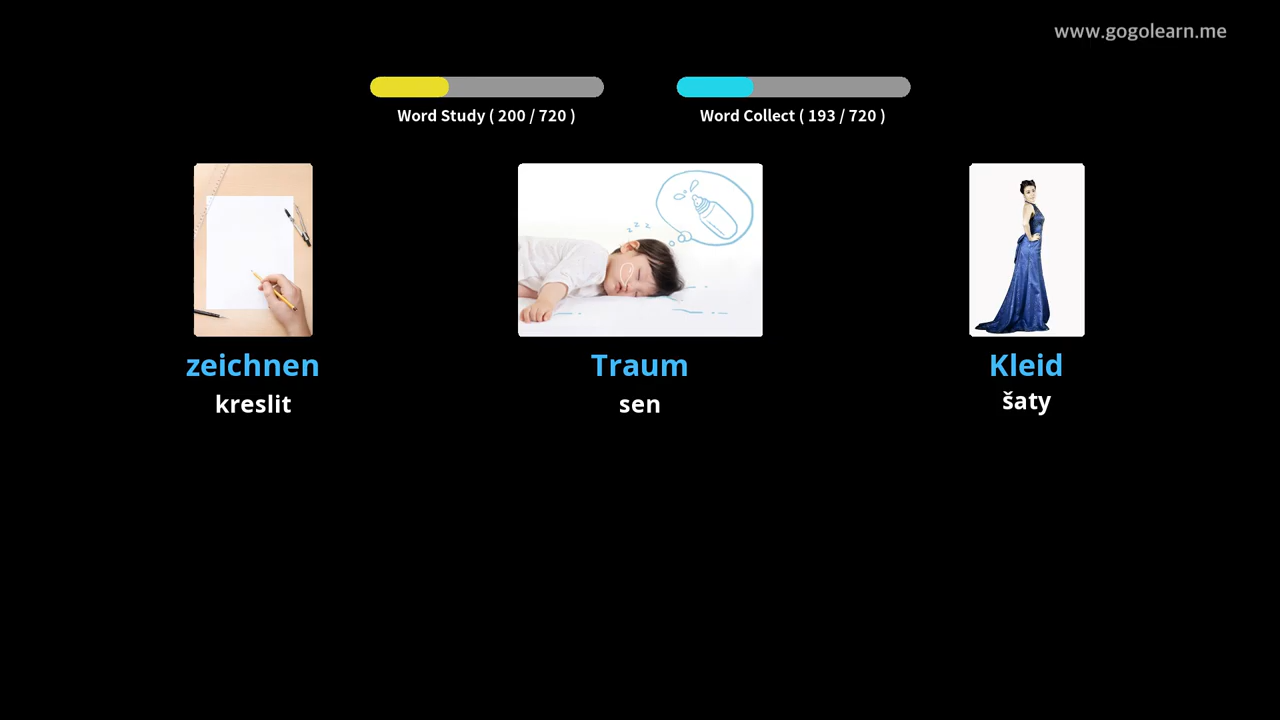 www.gogolearn.me
Word Study ( 200 / 720 )
Word Collect ( 193 / 720 )
zeichnen
kreslit
Traum
sen
Kleid
šaty